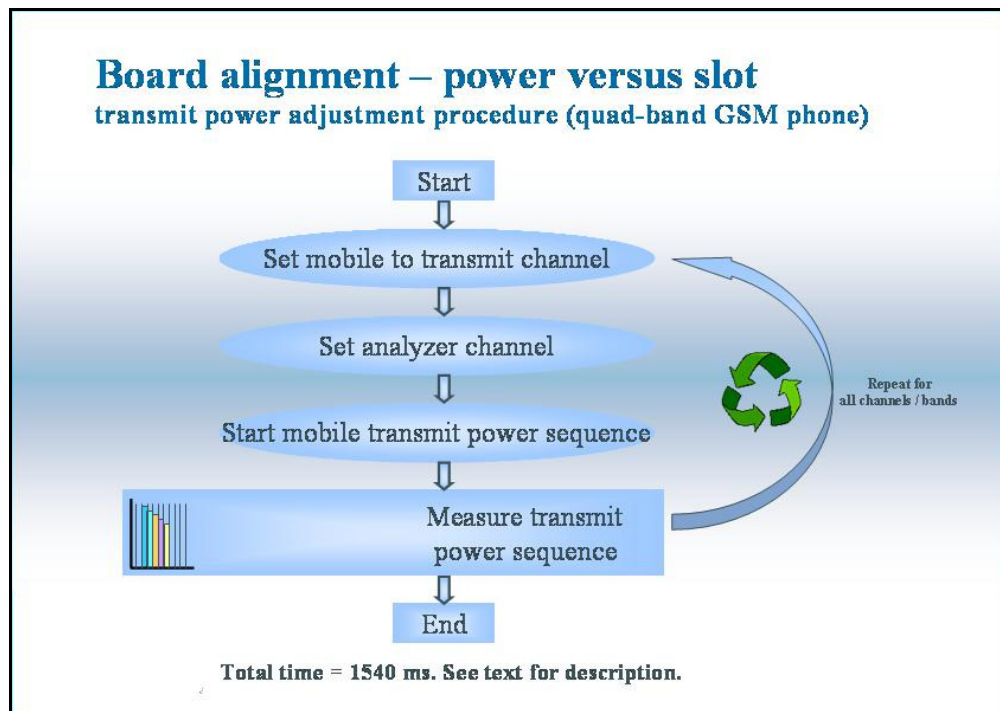 Board alignment – power versus slot
transmit power adjustment procedure (quad-band GSM phone)
Start
Set mobile to transmit channel
Set analyzer channel
Start mobile transmit power sequence
Repeat for
all channels / bands
Measure transmit
power sequence
End
Total time = 1540 ms. See text for description.